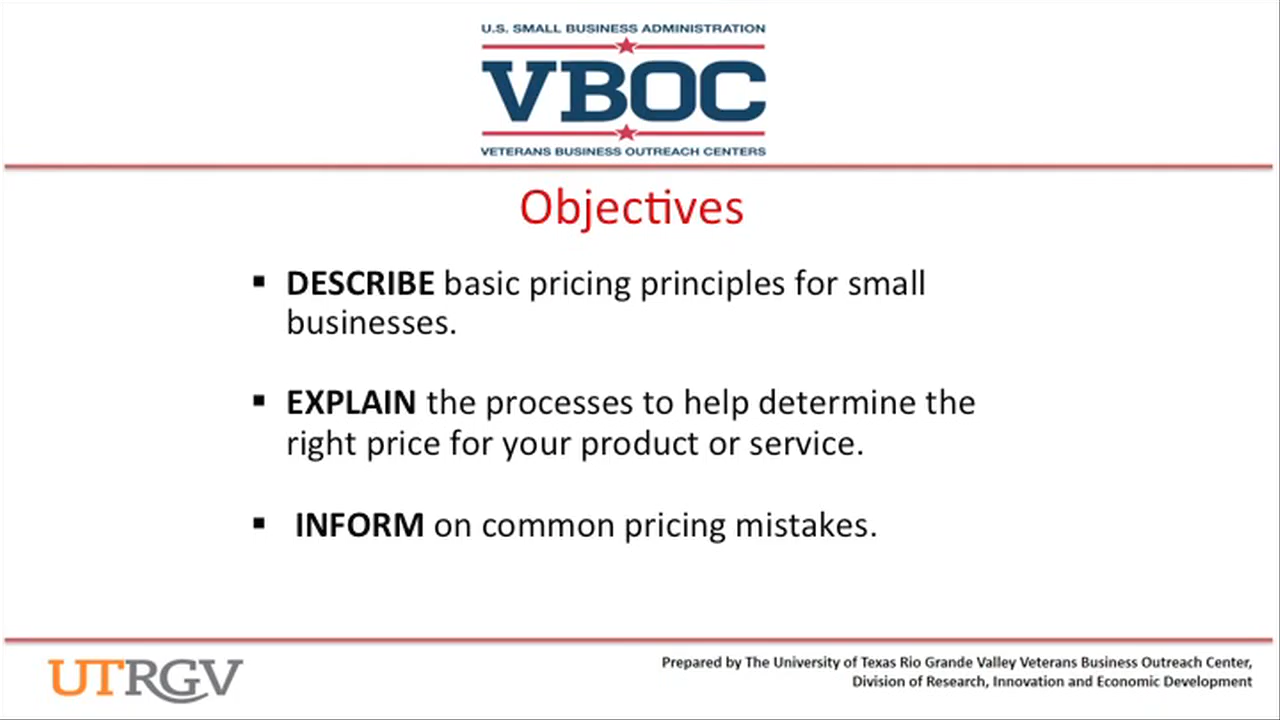 U.S. SMALL BUSINESS ADMINISTRATION
VBOC
VETERANS BUSINESS OUTREACH CENTERS
Objectives
▪ DESCRIBE basic pricing principles for small
businesses.
▪ EXPLAIN the processes to help determine the
right price for your product or service.
▪ INFORM on common pricing mistakes.
UTRGV
Prepared by The University of Texas Rio Grande Valley Veterans Business Outreach Center,
Division of Research, Innovation and Economic Development